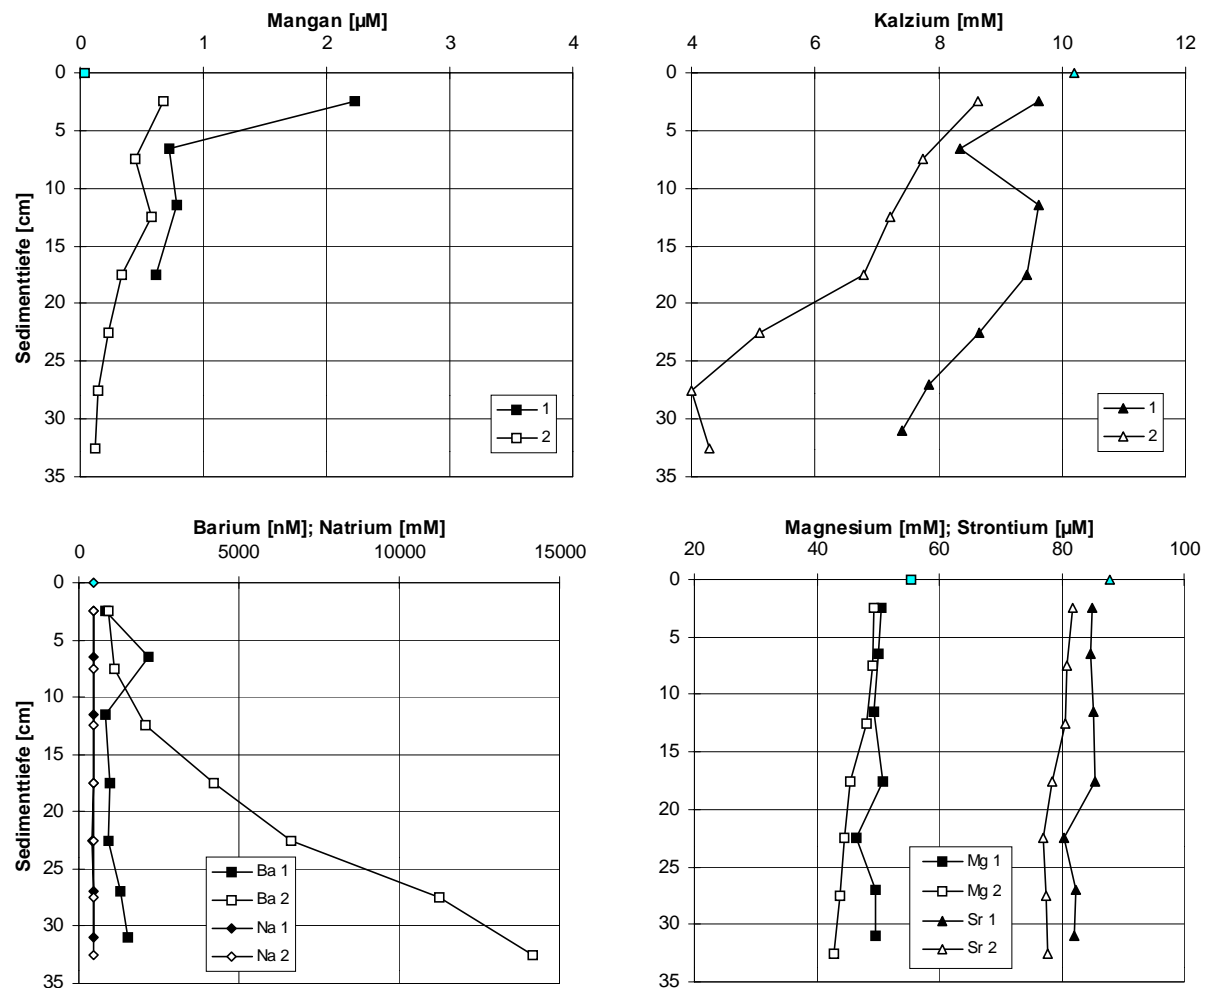 Mangan [µM]
0 1 2 3 4
0
5
10
15
20
25
30
35
Sedimenttiefe [cm]
1
2
Kalzium [mM]
4 6 8 10 12
0
5
10
15
20
25
30
35
1
2
Barium [nM]; Natrium [mM]
0 5000 10000 15000
0
5
10
15
20
25
30
35
Sedimenttiefe [cm]
Ba 1
Ba 2
Na 1
Na 2
Magnesium [mM]; Strontium [µM]
20 40 60 80 100
0
5
10
15
20
25
30
35
Mg 1
Mg 2
Sr 1
Sr 2